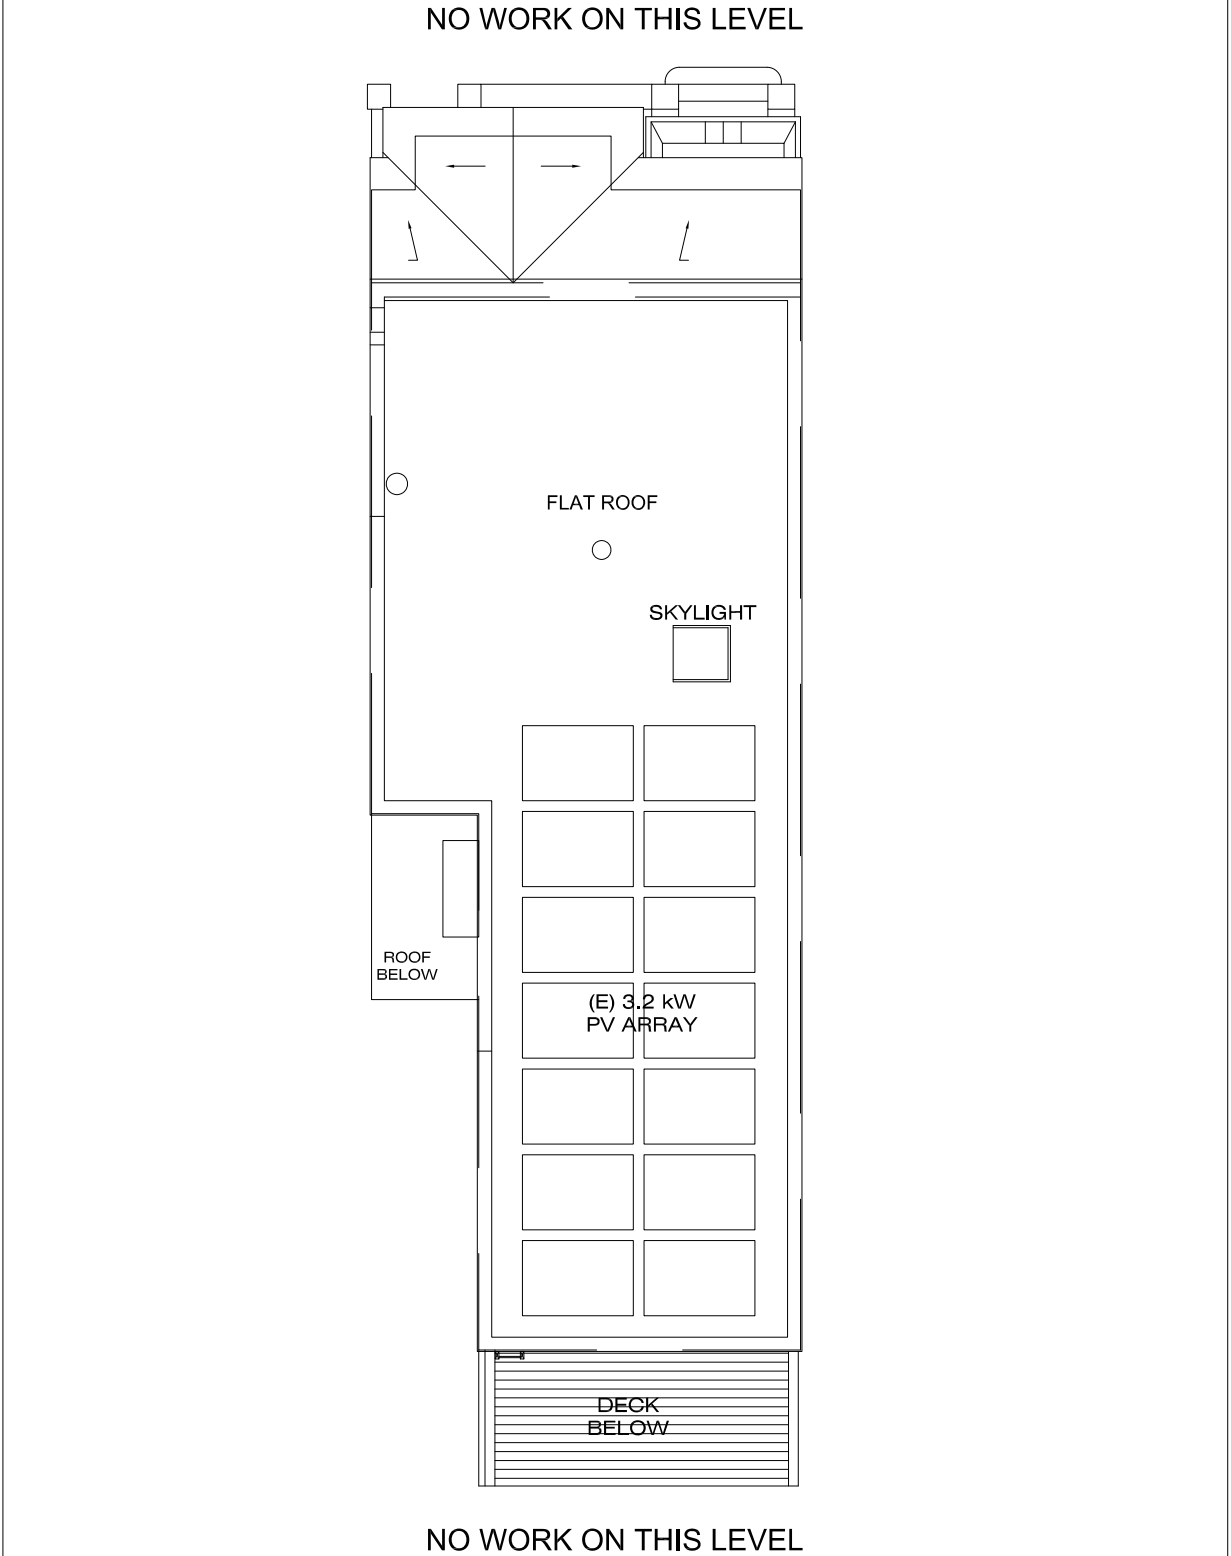 NO WORK ON THIS LEVEL
FLAT ROOF
SKYLIGHT
ROOF
BELOW
(E) 3.2 kW
PV ARRAY
DECK
BELOW
NO WORK ON THIS LEVEL